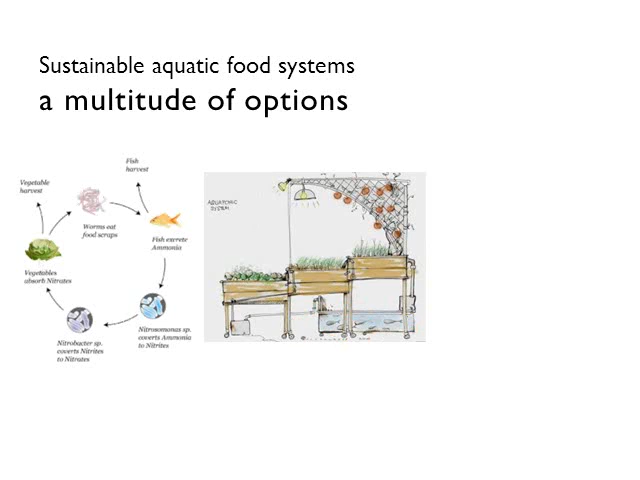 Sustainable aquatic food systems
a multitude of options
Fish
harvest
Vegetable
harvest
Worms eat
food scraps
Fish excrete
Ammonia
Vegetables
absorb Nitrates
Nitrosomonas sp.
coverts Ammonia
to Nitrites
Nitrobacter sp.
coverts Nitrites
to Nitrates
AQUAPONIC
SYSTEM